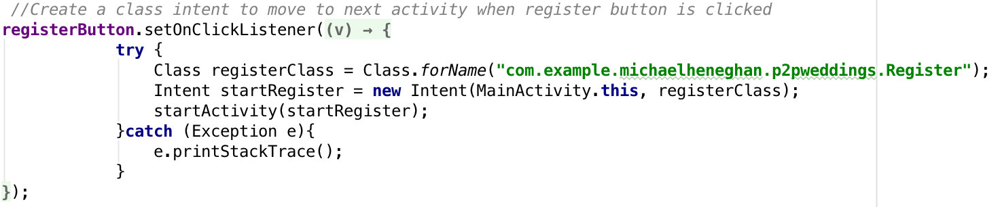 //Create a class intent to move to next activity when register button is clicked
registerButton.setOnClickListener((v) → {
try {
Class registerClass = Class.forName("com.example.michaelheneghan.p2pweddings.Register");
Intent startRegister = new Intent(MainActivity.this, registerClass);
startActivity(startRegister);
}catch (Exception e){
e.printStackTrace();
}
});